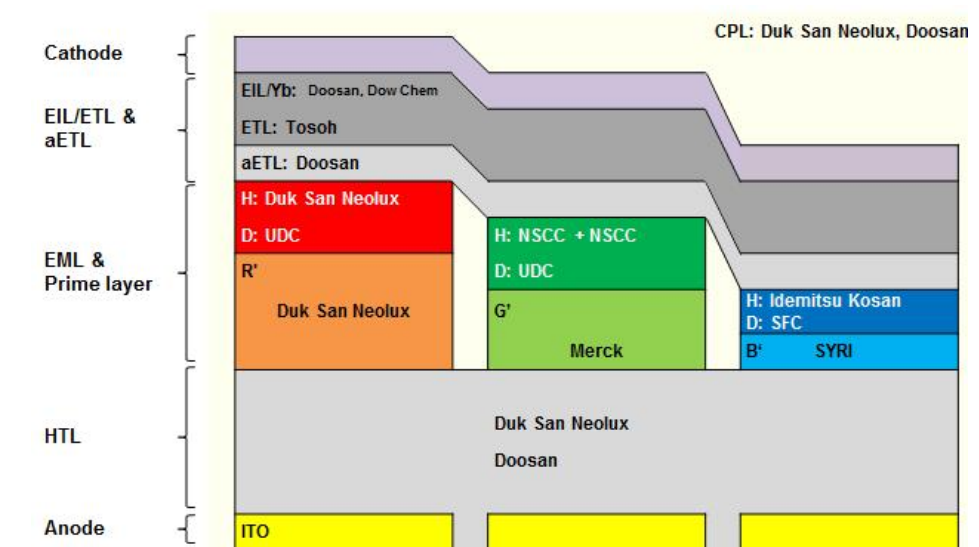 CPL: Duk San Neolux, Doosan
Cathode
EIL/ETL &
aETL
EIL/Yb: Doosan, Dow Chem
ETL: Tosoh
aETL: Doosan
EML &
Prime layer
H: Duk San Neolux
D: UDC
R'
Duk San Neolux
H: NSCC + NSCC
D: UDC
G'
Merck
H: Idemitsu Kosan
D: SFC
B‘ SYRI
HTL
Duk San Neolux
Doosan
Anode
ITO